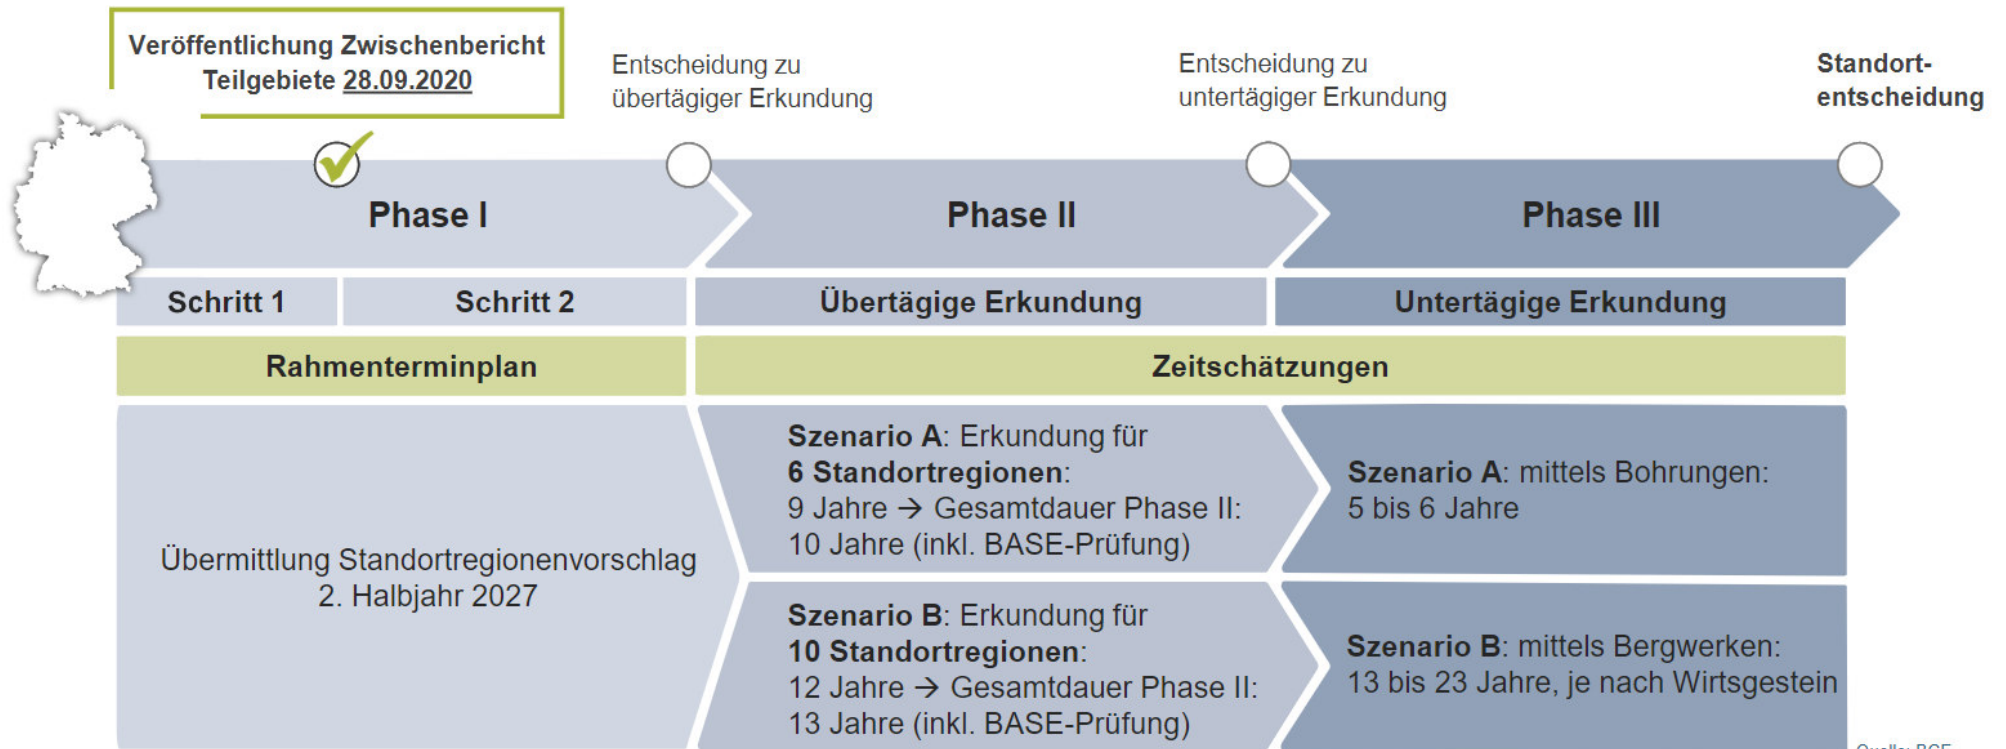 Veröffentlichung Zwischenbericht
Teilgebiete 28.09.2020
Entscheidung zu
übertägiger Erkundung
Entscheidung zu
untertägiger Erkundung
Standort-
entscheidung
Phase I
Phase II
Phase III
Schritt 1
Schritt 2
Übertägige Erkundung
Untertägige Erkundung
Rahmenterminplan
Zeitschätzungen
Übermittlung Standortregionenvorschlag
2. Halbjahr 2027
Szenario A: Erkundung für
6 Standortregionen:
9 Jahre → Gesamtdauer Phase II:
10 Jahre (inkl. BASE-Prüfung)
Szenario B: Erkundung für
10 Standortregionen:
12 Jahre → Gesamtdauer Phase II:
13 Jahre (inkl. BASE-Prüfung)
Szenario A: mittels Bohrungen:
5 bis 6 Jahre
Szenario B: mittels Bergwerken:
13 bis 23 Jahre, je nach Wirtsgestein